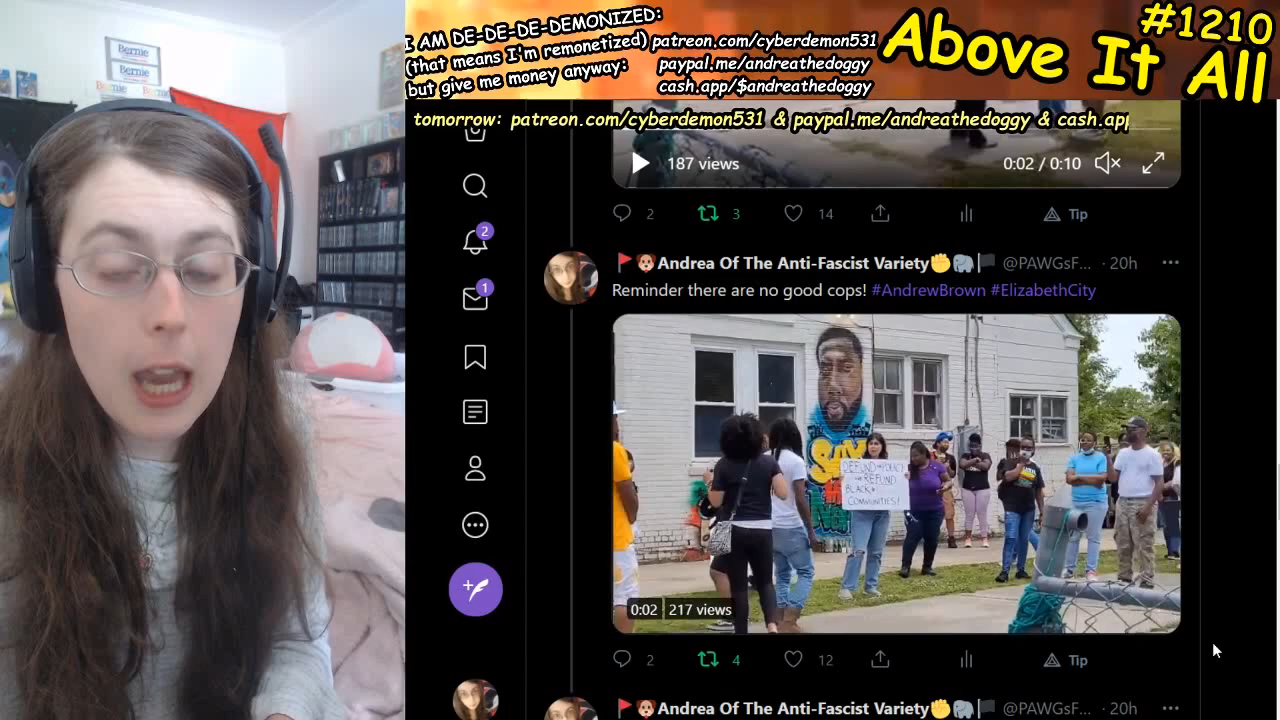 Bernie
Bernie
Bernie
I AM DE-DE-DE-DEMONIZED:
(that means I'm remonetized)
but give me money anyway:
patreon.com/cyberdemon531
paypal.me/andreathedoggy
cash.app/$andreathedoggy
Above It All
#1210
tomorrow: patreon.com/cyberdemon531 & paypal.me/andreathedoggy & cash.app
187 views
0:02 / 0:10
2 3 14 Tip
2
Andrea Of The Anti-Fascist Variety @PAWGsF... · 20h
Reminder there are no good cops! #AndrewBrown #ElizabethCity
1
SAY
DEFUND THE POLICE
REFUND
BLACK
COMMUNITIES!
0:02 217 views
2 4 12 Tip
Andrea Of The Anti-Fascist Variety @PAWGsF... · 20h